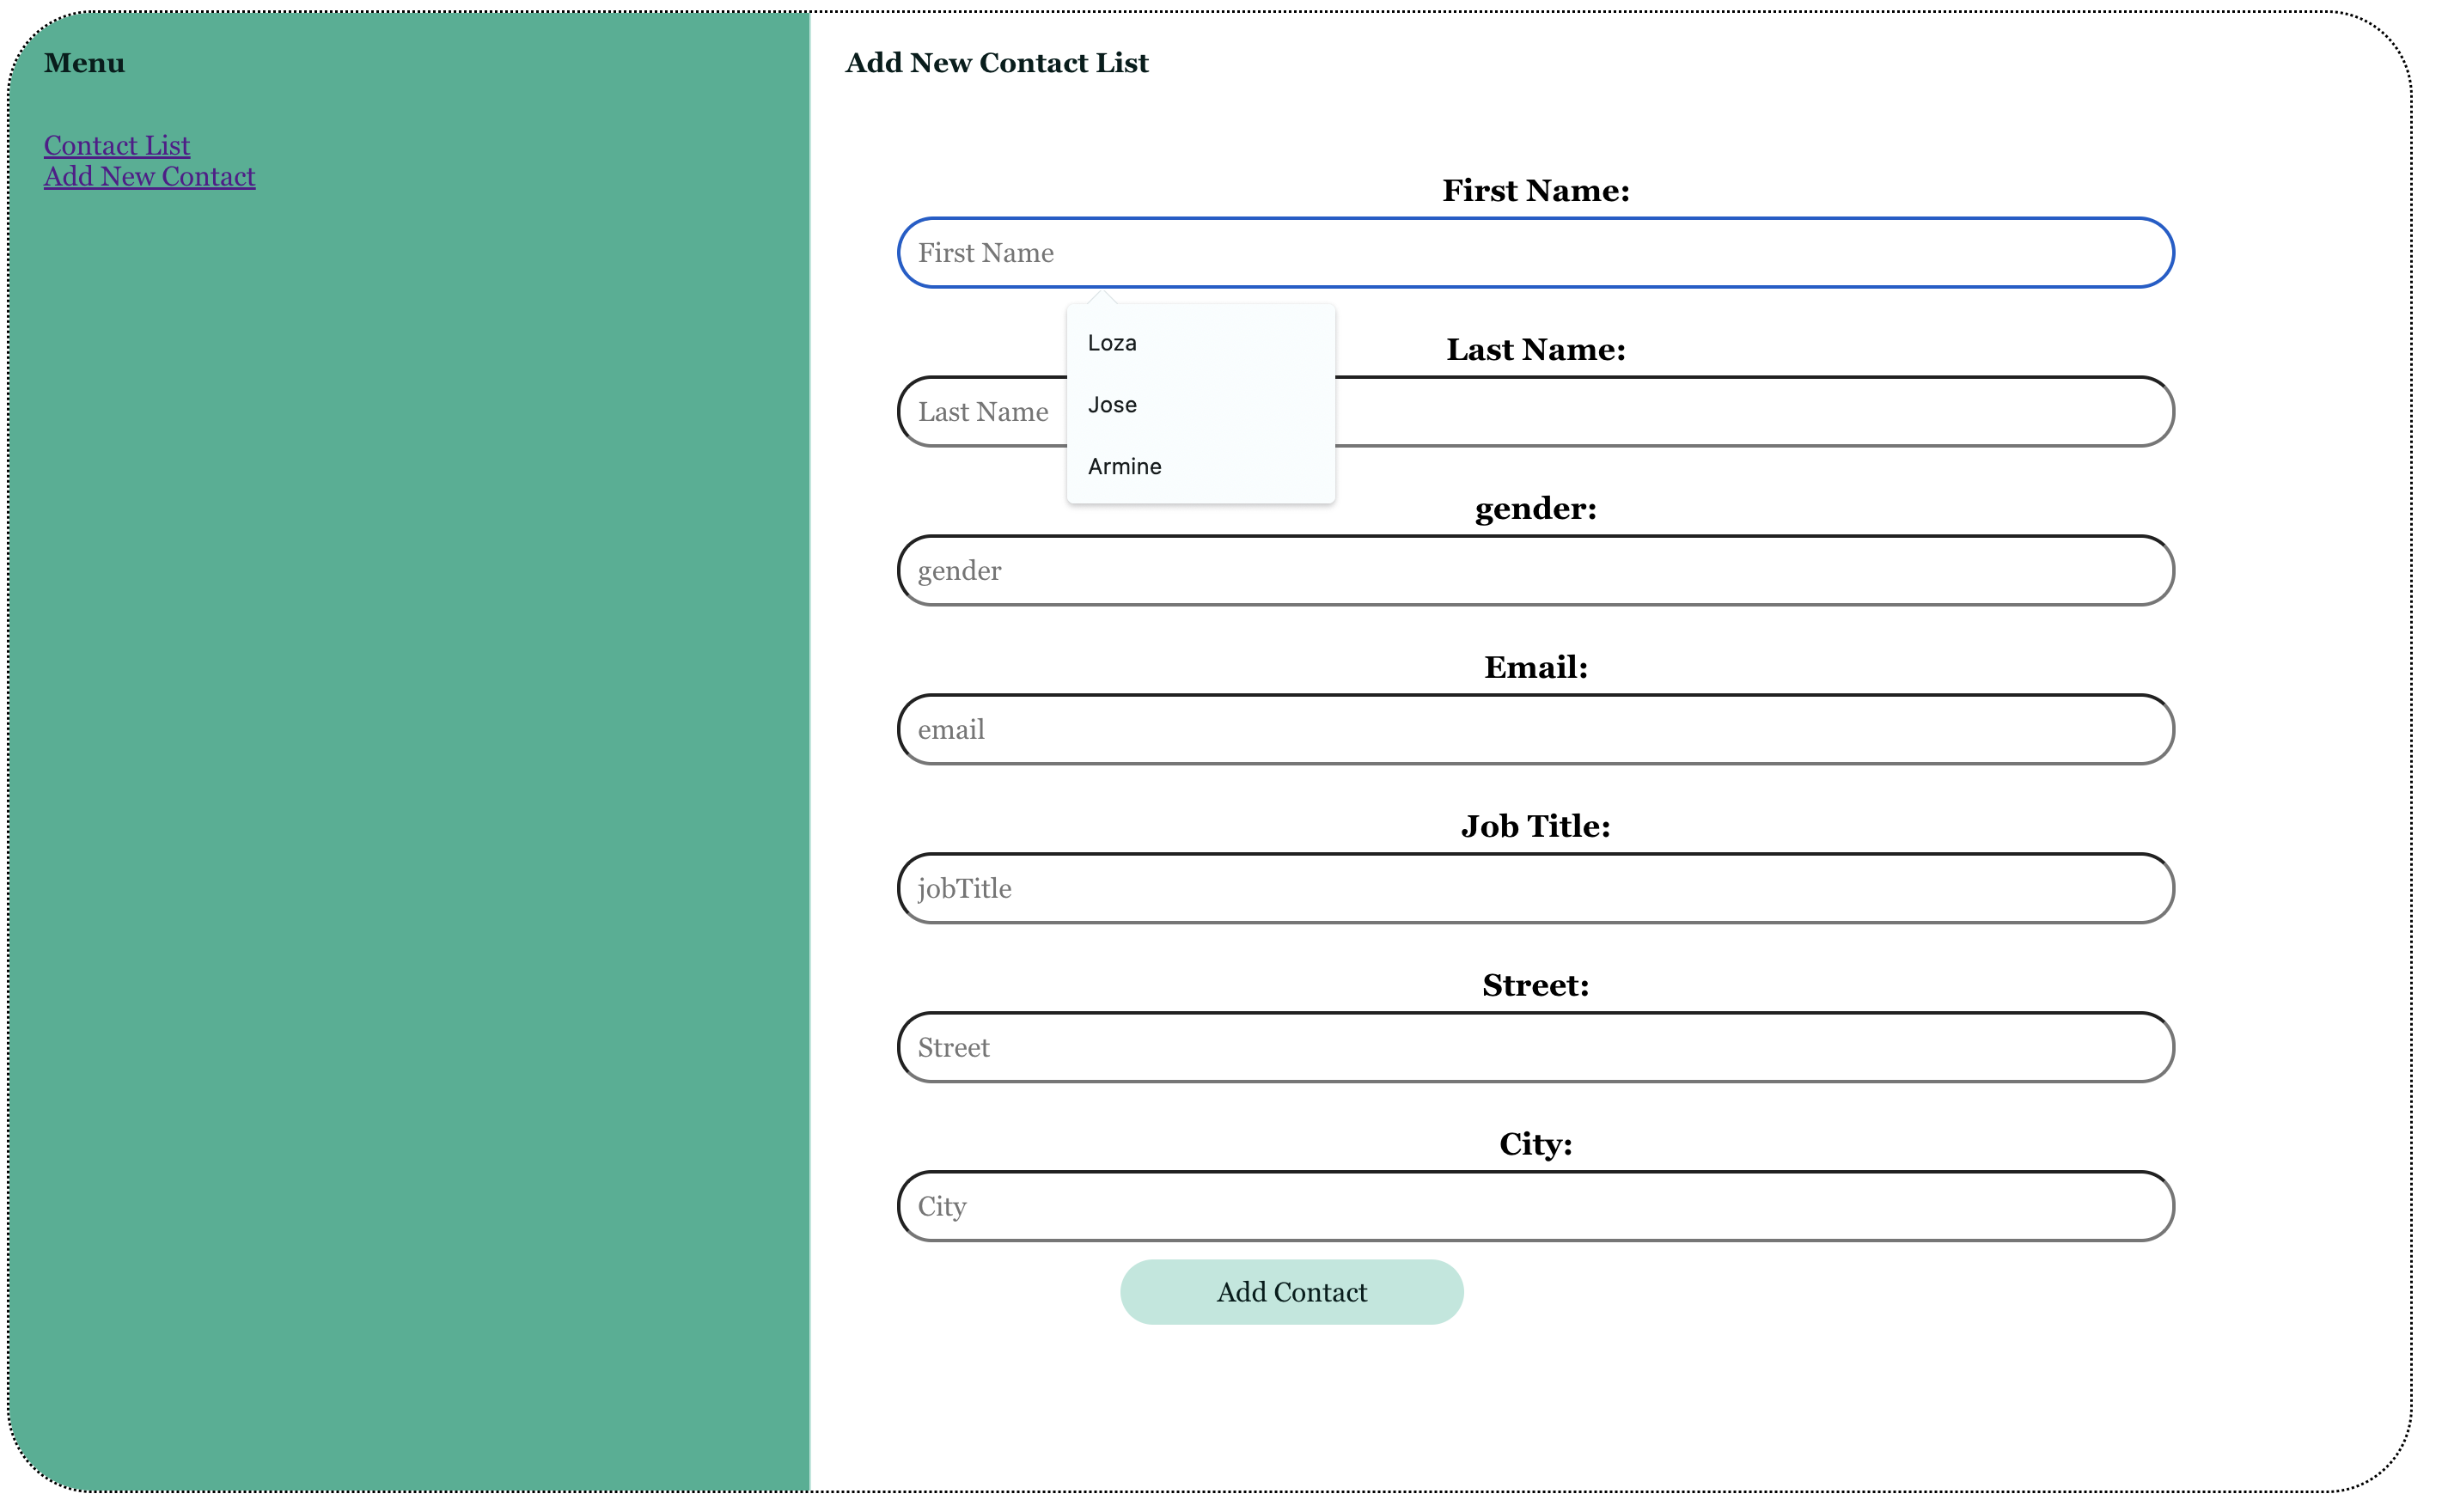 Menu
Contact List
Add New Contact
Add New Contact List
First Name:
First Name
Loza
Jose
Armine
Last Name:
Last Name
gender:
gender
Email:
email
Job Title:
jobTitle
Street:
Street
City:
City
Add Contact